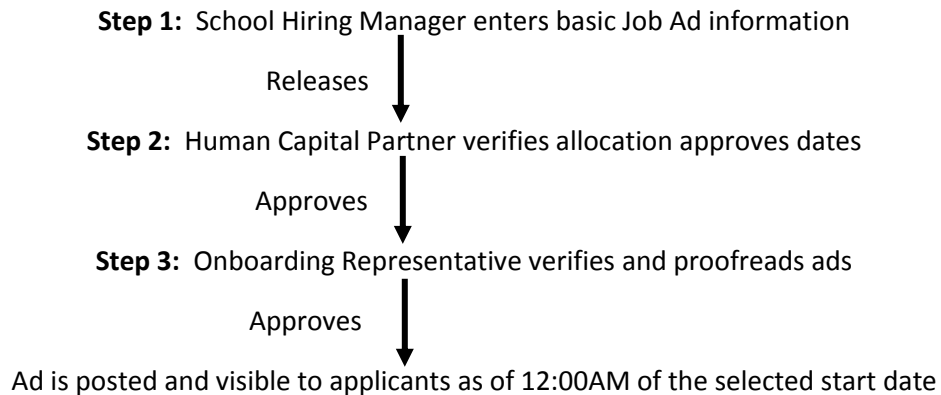 Step 1: School Hiring Manager enters basic Job Ad information
Releases
Step 2: Human Capital Partner verifies allocation approves dates
Approves
Step 3: Onboarding Representative verifies and proofreads ads
Approves
Ad is posted and visible to applicants as of 12:00AM of the selected start date